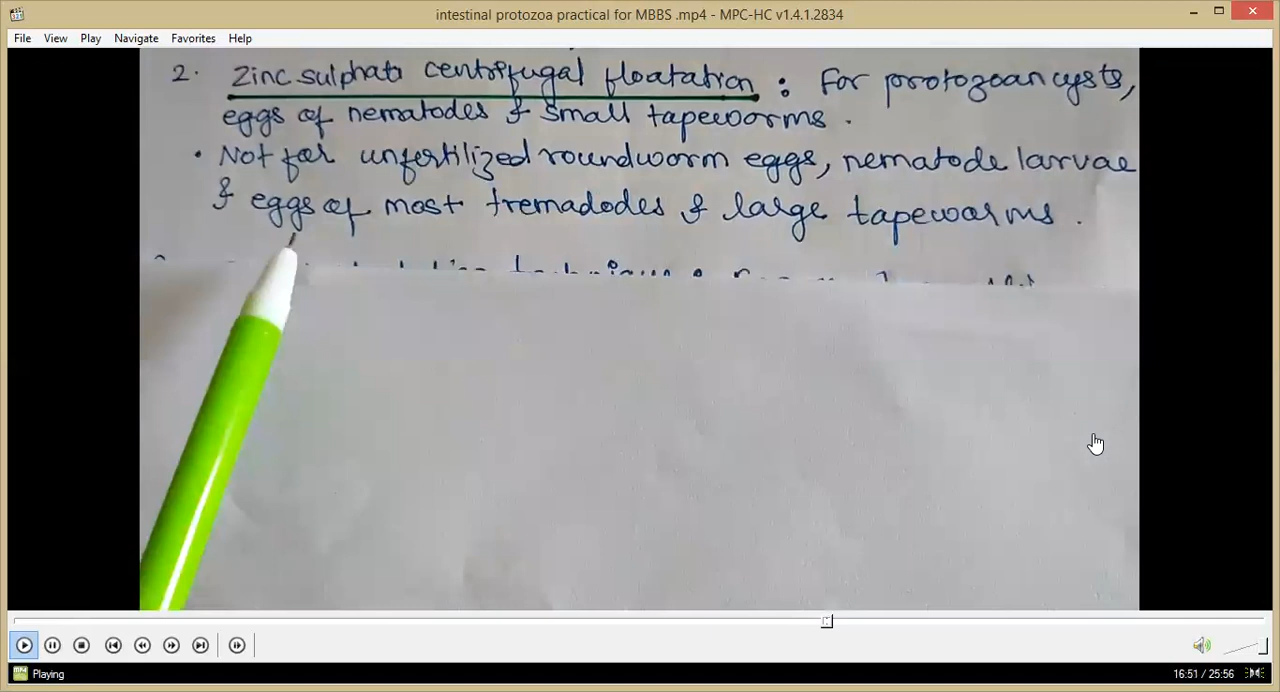 intestinal protozoa practical for MBBS .mp4 - MPC-HC v1.4.1.2834
File View Play Navigate Favorites Help
2. Zinc sulphate centrifugal floatation : For protozoan cysts,
eggs of nematodes & small tapeworms .
• Not for unfertilized roundworm eggs, nematode larvae
& eggs of most tremadodes & large tapeworms .
Playing
16:51 / 25:56